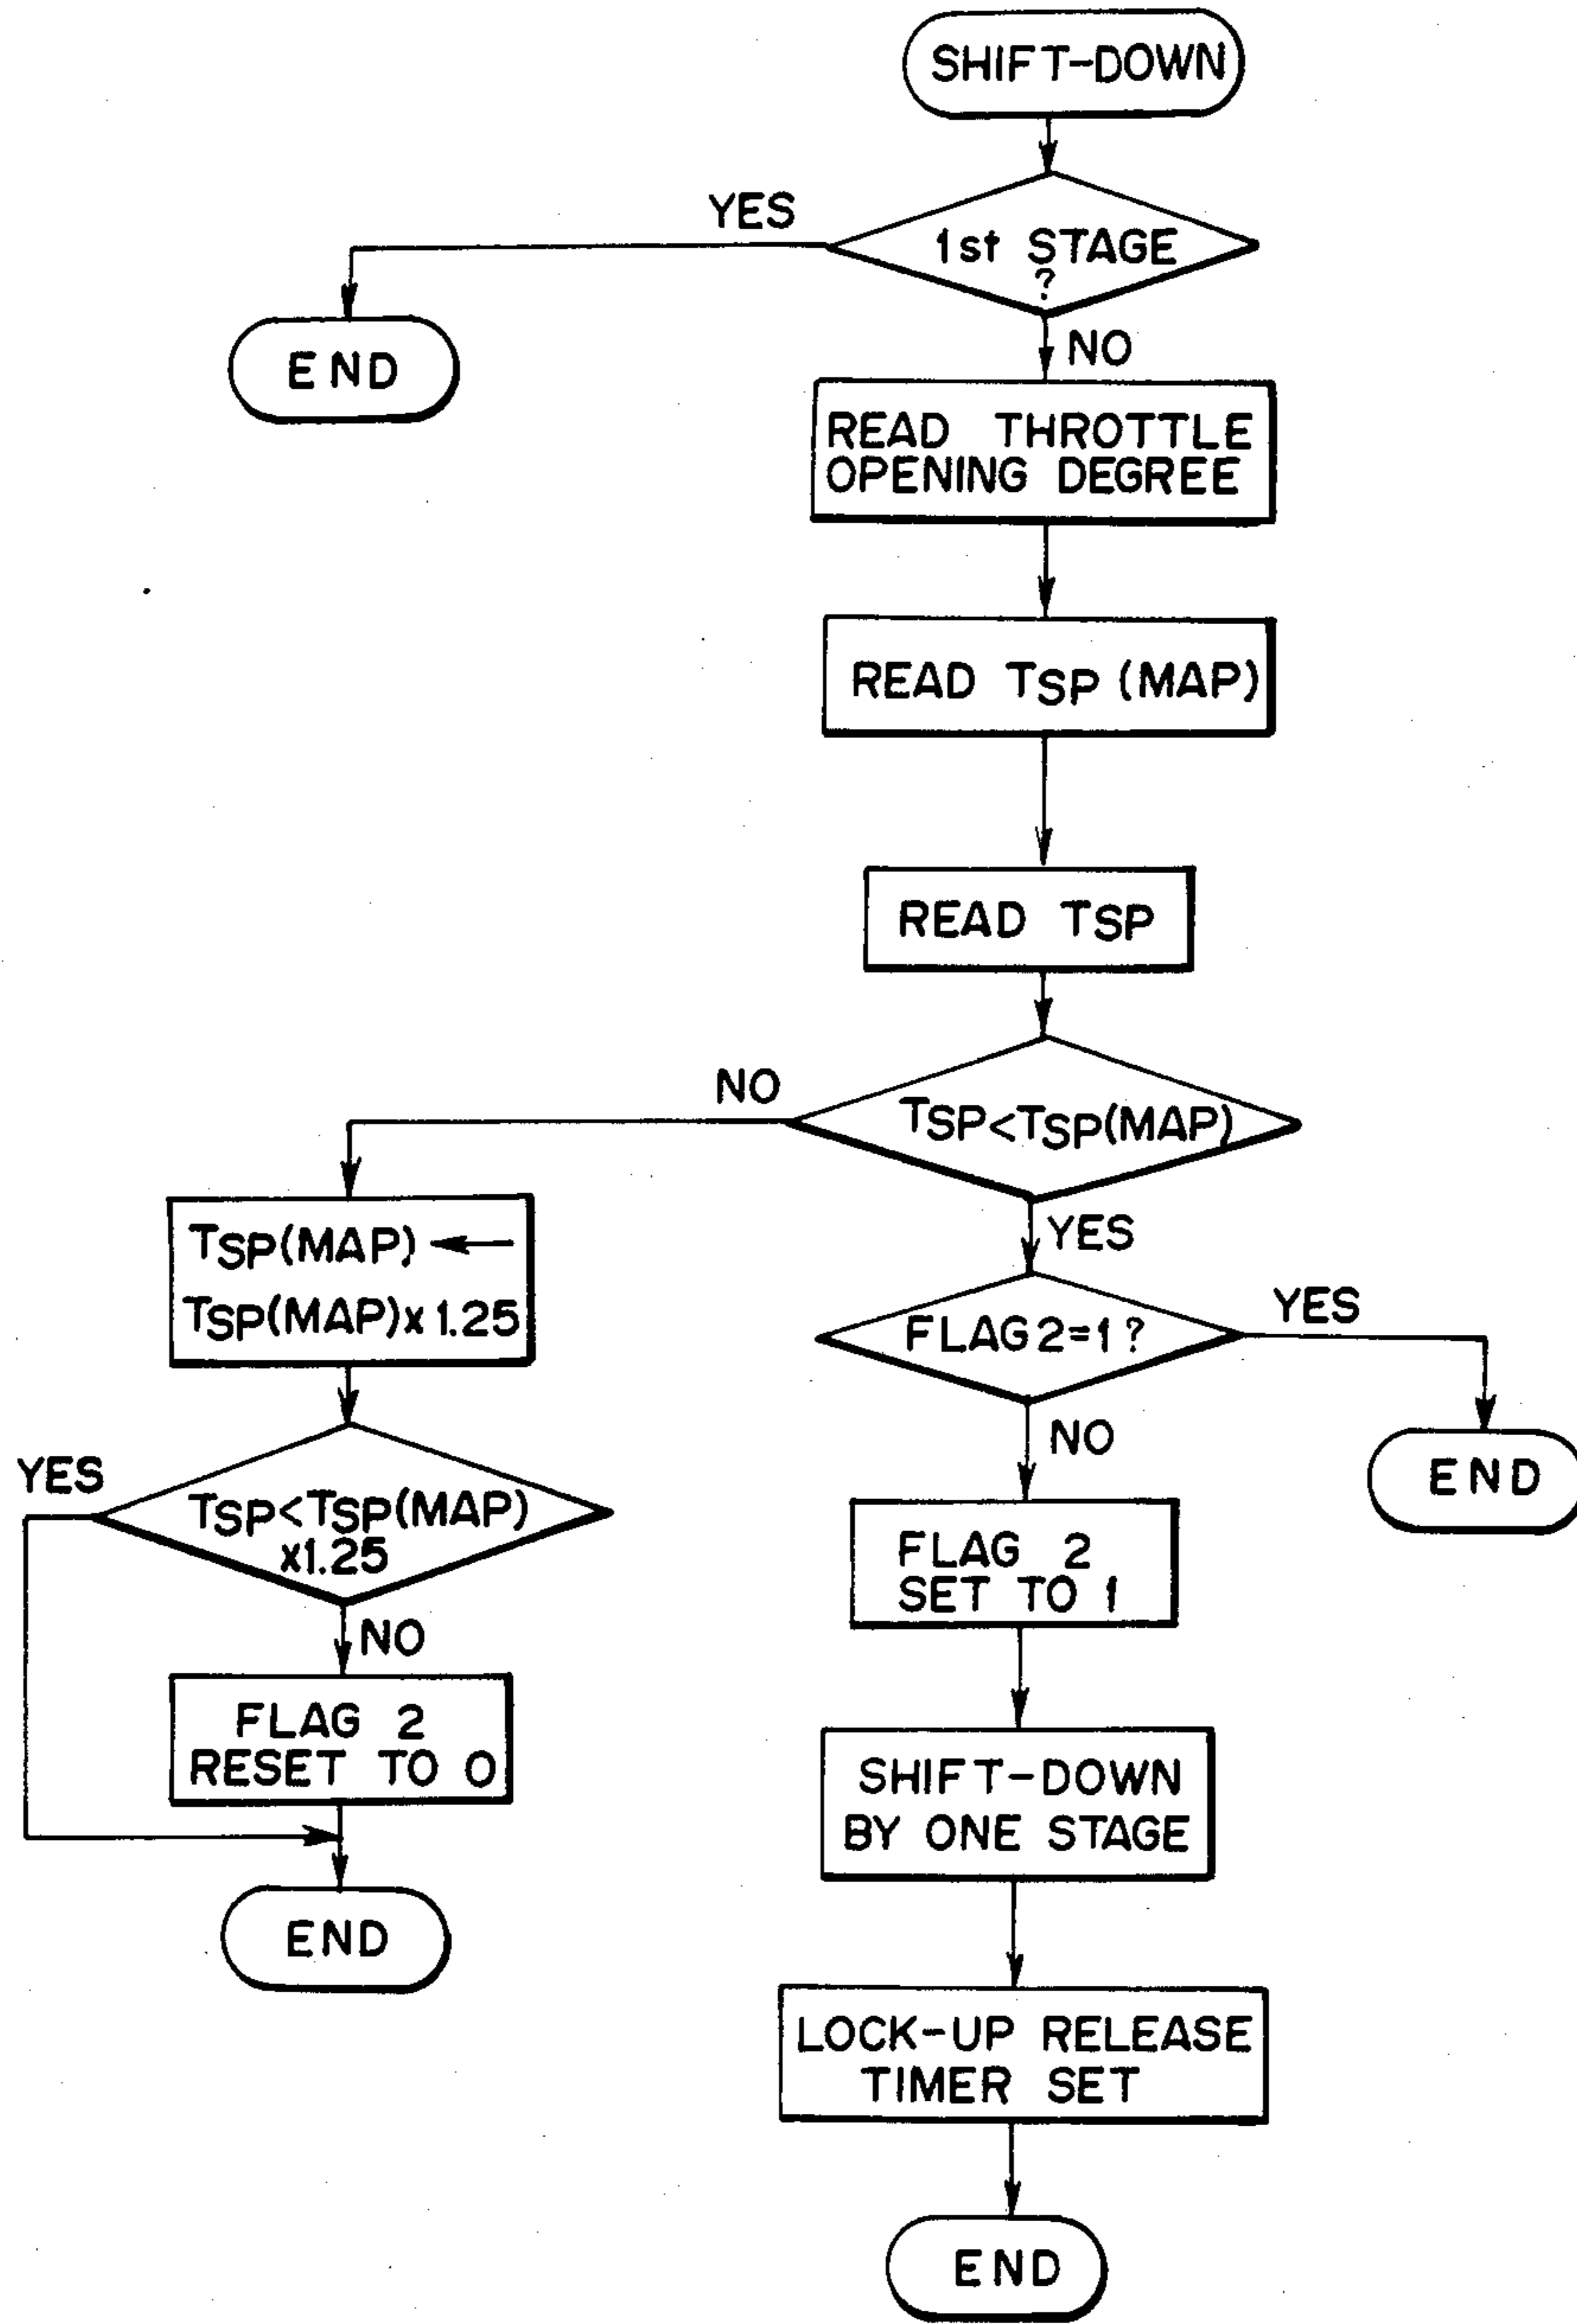 SHIFT-DOWN
YES
1st STAGE
?
END
NO
READ THROTTLE
OPENING DEGREE
READ TSP (MAP)
READ TSP
NO
TSP<TSP(MAP)
YES
TSP(MAP) ←
TSP(MAP)x1.25
FLAG2=1?
YES
NO
END
YES
TSP<TSP(MAP)
x1.25
FLAG 2
SET TO 1
NO
FLAG 2
RESET TO 0
SHIFT-DOWN
BY ONE STAGE
END
LOCK-UP RELEASE
TIMER SET
END